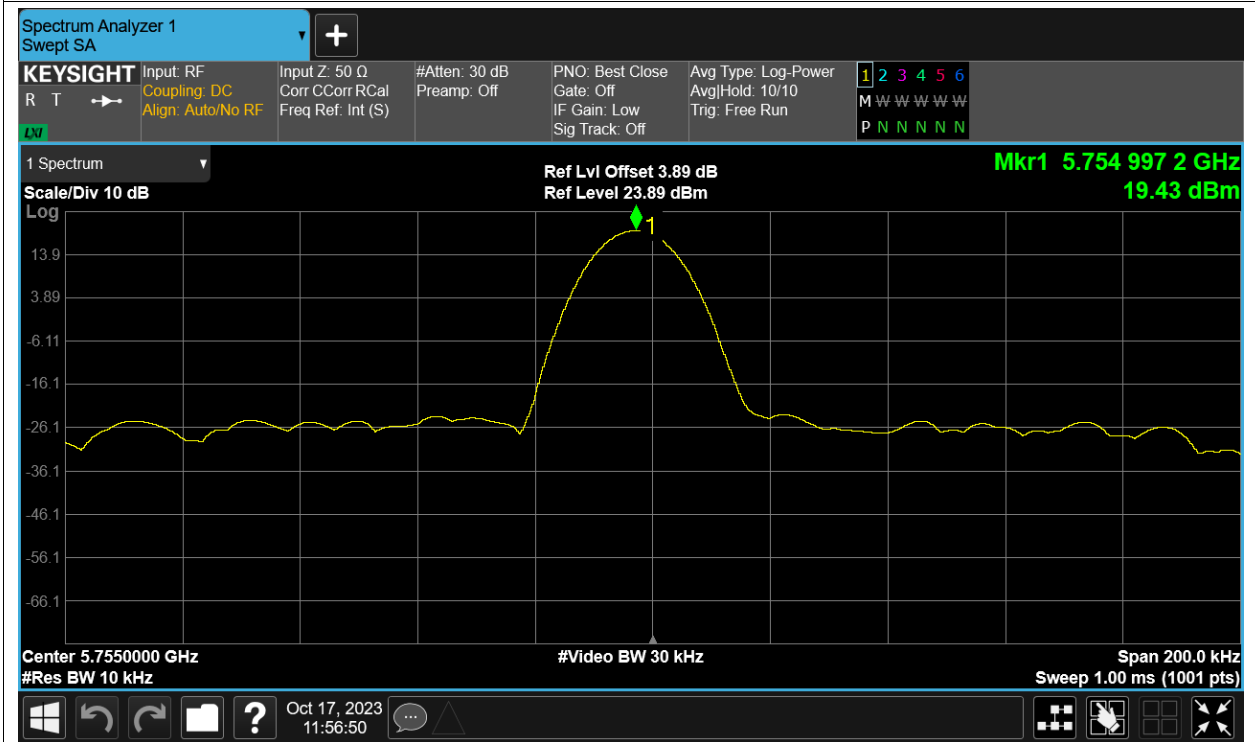 Spectrum Analyzer 1
Swept SA
KEYSIGHT
R T
LXI
Input: RF
Coupling: DC
Align: Auto/No RF
Input Z: 50 Ω
Corr CCorr RCal
Freq Ref: Int (S)
#Atten: 30 dB
Preamp: Off
PNO: Best Close
Gate: Off
IF Gain: Low
Sig Track: Off
Avg Type: Log-Power
Avg|Hold: 10/10
Trig: Free Run
1 2 3 4 5 6
M W W W W W
P N N N N N
1 Spectrum
Scale/Div 10 dB
Log
Ref Lvl Offset 3.89 dB
Ref Level 23.89 dBm
Mkr1 5.754 997 2 GHz
19.43 dBm
1
13.9
3.89
-6.11
-16.1
-26.1
-36.1
-46.1
-56.1
-66.1
Center 5.7550000 GHz
#Res BW 10 kHz
#Video BW 30 kHz
Span 200.0 kHz
Sweep 1.00 ms (1001 pts)
?
Oct 17, 2023
11:56:50